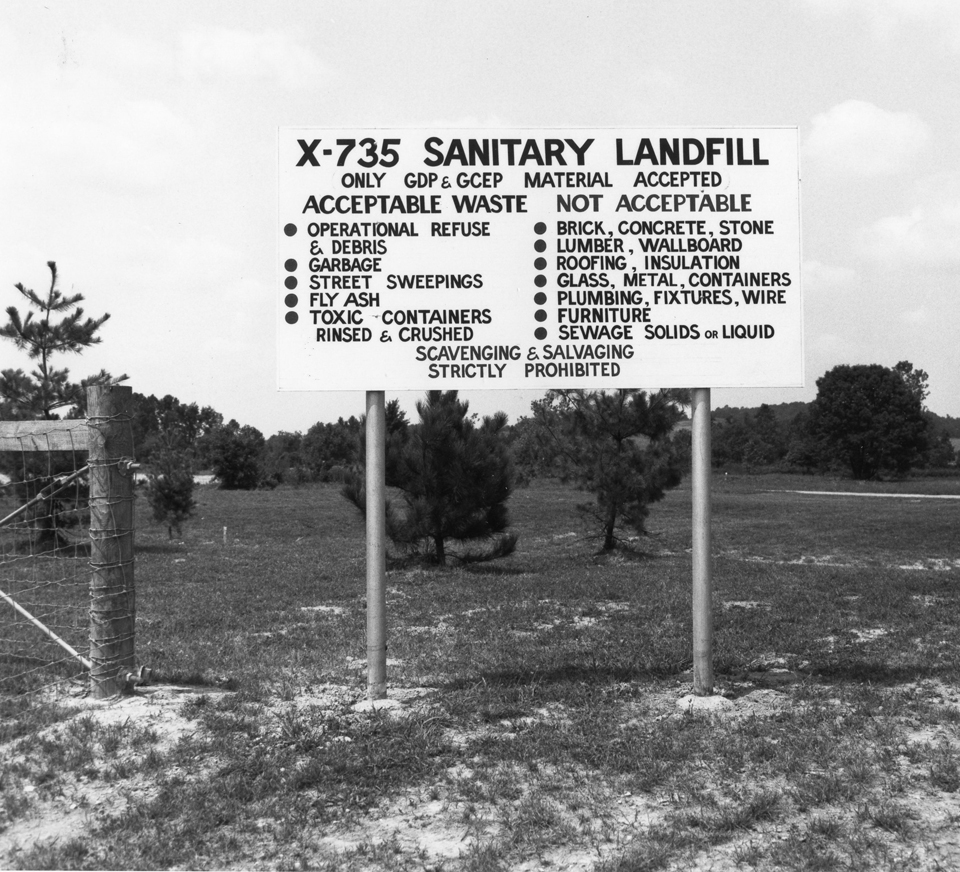 X-735 SANITARY LANDFILL
ONLY GDP & GCEP MATERIAL ACCEPTED
ACCEPTABLE WASTE
● OPERATIONAL REFUSE
& DEBRIS
● GARBAGE
● STREET SWEEPINGS
● FLY ASH
● TOXIC CONTAINERS
RINSED & CRUSHED
NOT ACCEPTABLE
● BRICK, CONCRETE, STONE
● LUMBER, WALLBOARD
● ROOFING, INSULATION
● GLASS, METAL, CONTAINERS
● PLUMBING, FIXTURES, WIRE
● FURNITURE
● SEWAGE SOLIDS OR LIQUID
SCAVENGING & SALVAGING
STRICTLY PROHIBITED